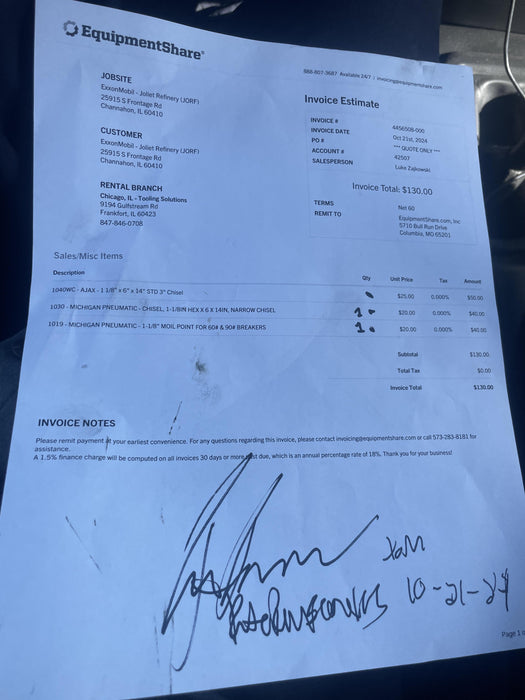 EquipmentShare®
888-807-3687 Available 24/7 / invoicing@equipmentshare.com
JOBSITE
ExxonMobil - Joliet Refinery (JORF)
25915 S Frontage Rd
Channahon, IL 60410
CUSTOMER
ExxonMobil - Joliet Refinery (JORF)
25915 S Frontage Rd
Channahon, IL 60410
RENTAL BRANCH
Chicago, IL - Tooling Solutions
9194 Gulfstream Rd
Frankfort, IL 60423
847-846-0708
Invoice Estimate
INVOICE # 4456508-000
INVOICE DATE Oct 21st, 2024
PO # *** QUOTE ONLY ***
ACCOUNT # 42507
SALESPERSON Luke Zajkowski
Invoice Total: $130.00
TERMS Net 60
REMIT TO EquipmentShare.com, Inc
5710 Bull Run Drive
Columbia, MO 65201
Sales/Misc Items
Description Qty Unit Price Tax Amount
1040WC - AJAX - 1 1/8" x 6" x 14" STD 3" Chisel $25.00 0.000% $50.00
1030 - MICHIGAN PNEUMATIC - CHISEL, 1-1/8IN HEX X 6 X 14IN, NARROW CHISEL 1 $20.00 0.000% $40.00
1019 - MICHIGAN PNEUMATIC - 1-1/8" MOIL POINT FOR 60# & 90# BREAKERS 1 $20.00 0.000% $40.00
Subtotal $130.00
Total Tax $0.00
Invoice Total $130.00
INVOICE NOTES
Please remit payment at your earliest convenience. For any questions regarding this invoice, please contact invoicing@equipmentshare.com or call 573-283-8181 for
assistance.
A 1.5% finance charge will be computed on all invoices 30 days or more past due, which is an annual percentage rate of 18%. Thank you for your business!
10-21-24
Page 1